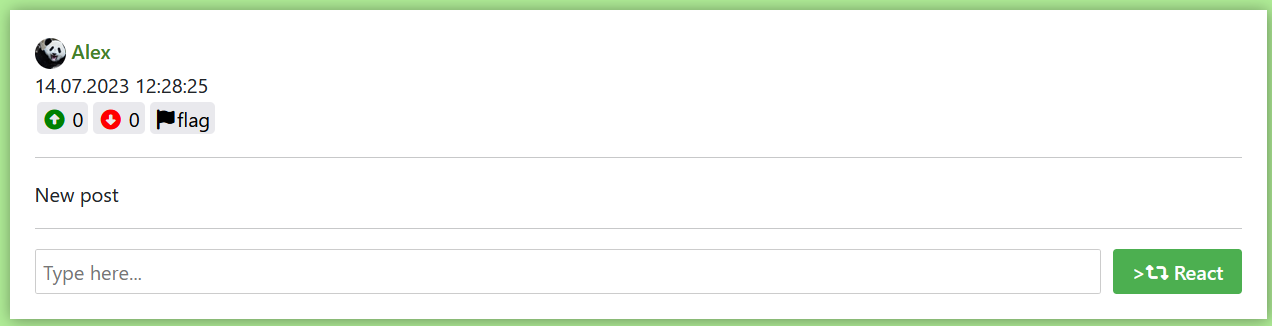 Alex
14.07.2023 12:28:25
0 0 flag
New post
Type here... > React